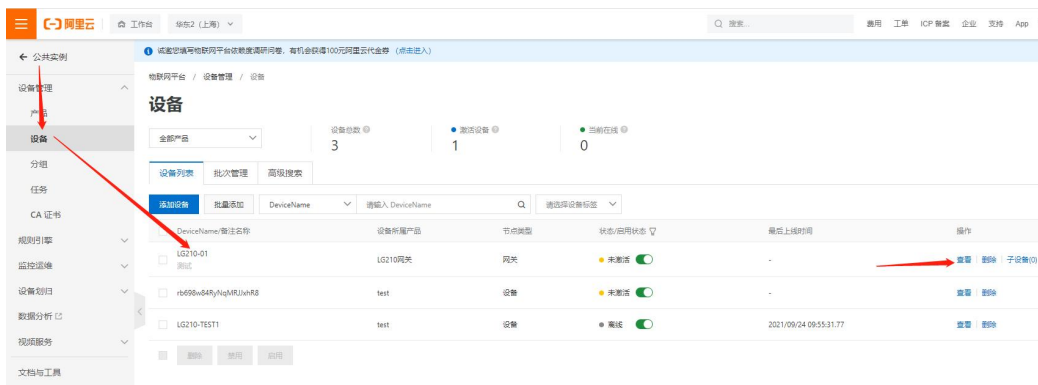 阿里云 工作台 华东2（上海） 搜索... 费用 工单 ICP 备案 企业 支持 App
公共实例
诚邀您填写物联网平台依赖度调研问卷，有机会获得100元阿里云代金券 （点击进入）
物联网平台 / 设备管理 / 设备
设备管理
设备
产品
设备
分组
任务
CA 证书
规则引擎
监控运维
设备划归
数据分析
视频服务
文档与工具
全部产品
设备总数
3
激活设备
1
当前在线
0
设备列表 批次管理 高级搜索
添加设备 批量添加 DeviceName 请输入 DeviceName 请选择设备标签
DeviceName/备注名称 设备所属产品 节点类型 状态/启用状态 最后上线时间 操作
LG210-01 LG210网关 网关 未激活 - 查看 删除 子设备(0)
测试
rb698w84RyNqMRJJxhR8 test 设备 未激活 - 查看 删除
LG210-TEST1 test 设备 离线 2021/09/24 09:55:31.77 查看 删除
删除 禁用 启用